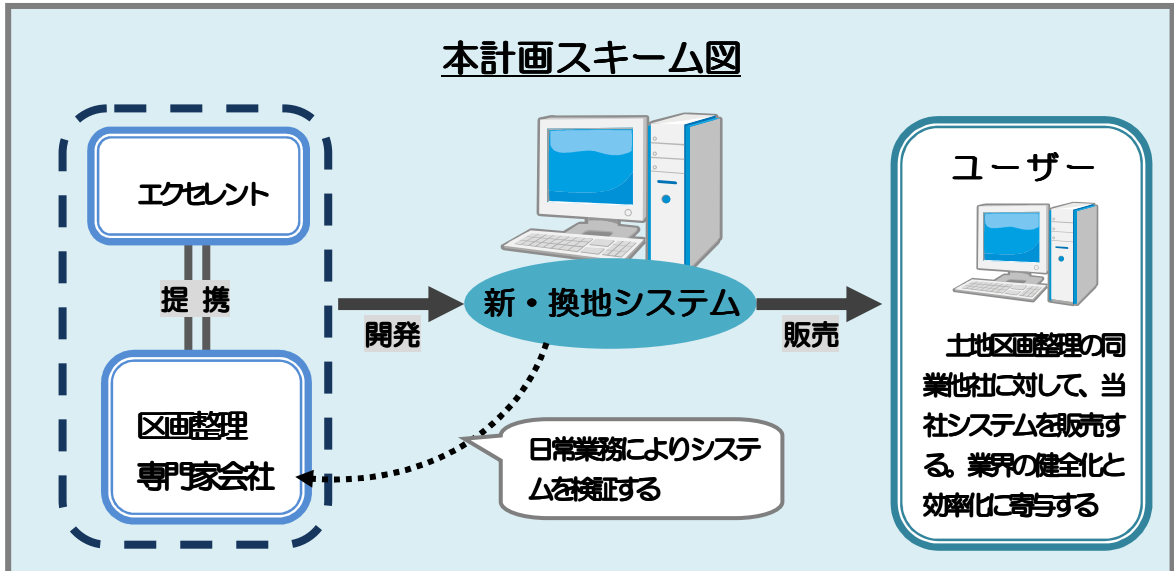 本計画スキーム図
エクセレント
提 携
区画整理
専門家会社
開発
新・換地システム
販売
日常業務によりシステ
ムを検証する
ユーザー
土地区画整理の同
業他社に対して、当
社システムを販売す
る。業界の健全化と
効率化に寄与する